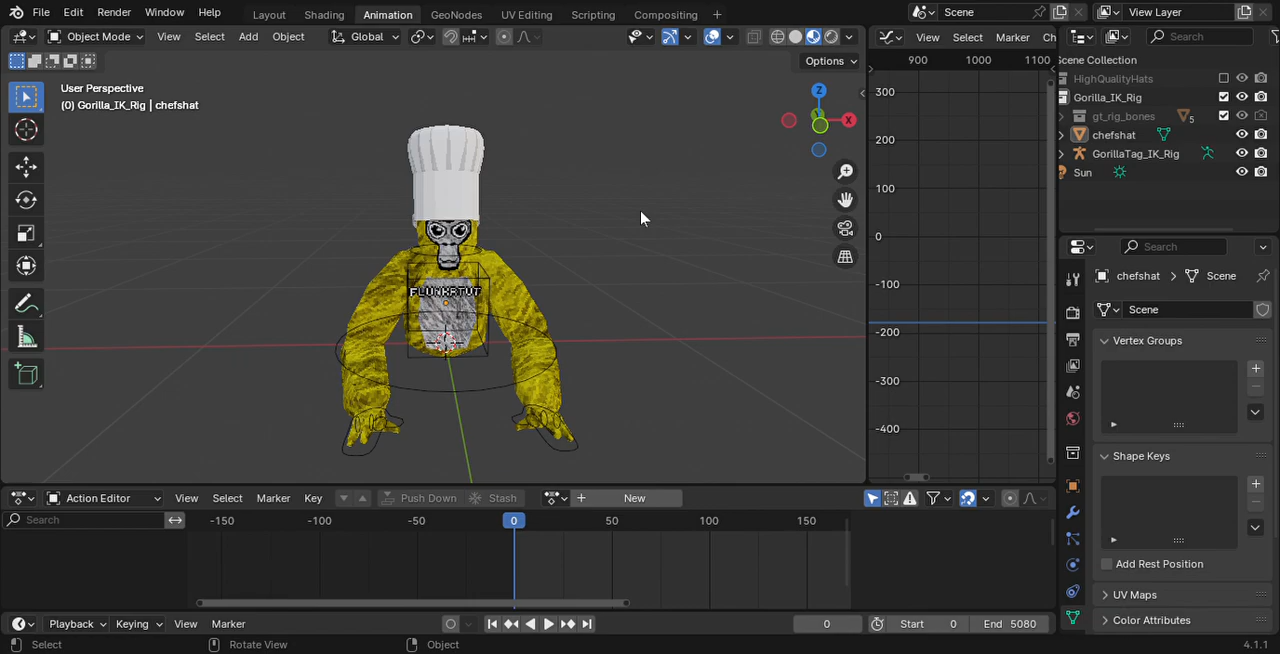 File Edit Render Window Help Layout Shading Animation GeoNodes UV Editing Scripting Compositing + Scene View Layer
Object Mode View Select Add Object Global View Select Marker Ch Search
Options 900 1000 1100 Scene Collection
User Perspective HighQualityHats
(0) Gorilla_IK_Rig | chefshat 300 Gorilla_IK_Rig
Z 200 gt_rig_bones 5
X 100 chefshat
GorillaTag_IK_Rig
Sun
0
Search
-100 chefshat Scene
FLUNKRTUT Scene
-200 Vertex Groups
-300
-400
Shape Keys
Action Editor View Select Marker Key Push Down Stash New
Search -150 -100 -50 0 50 100 150
Add Rest Position
UV Maps
Playback Keying View Marker 0 Start 0 End 5080 Color Attributes
Select Rotate View Object 4.1.1